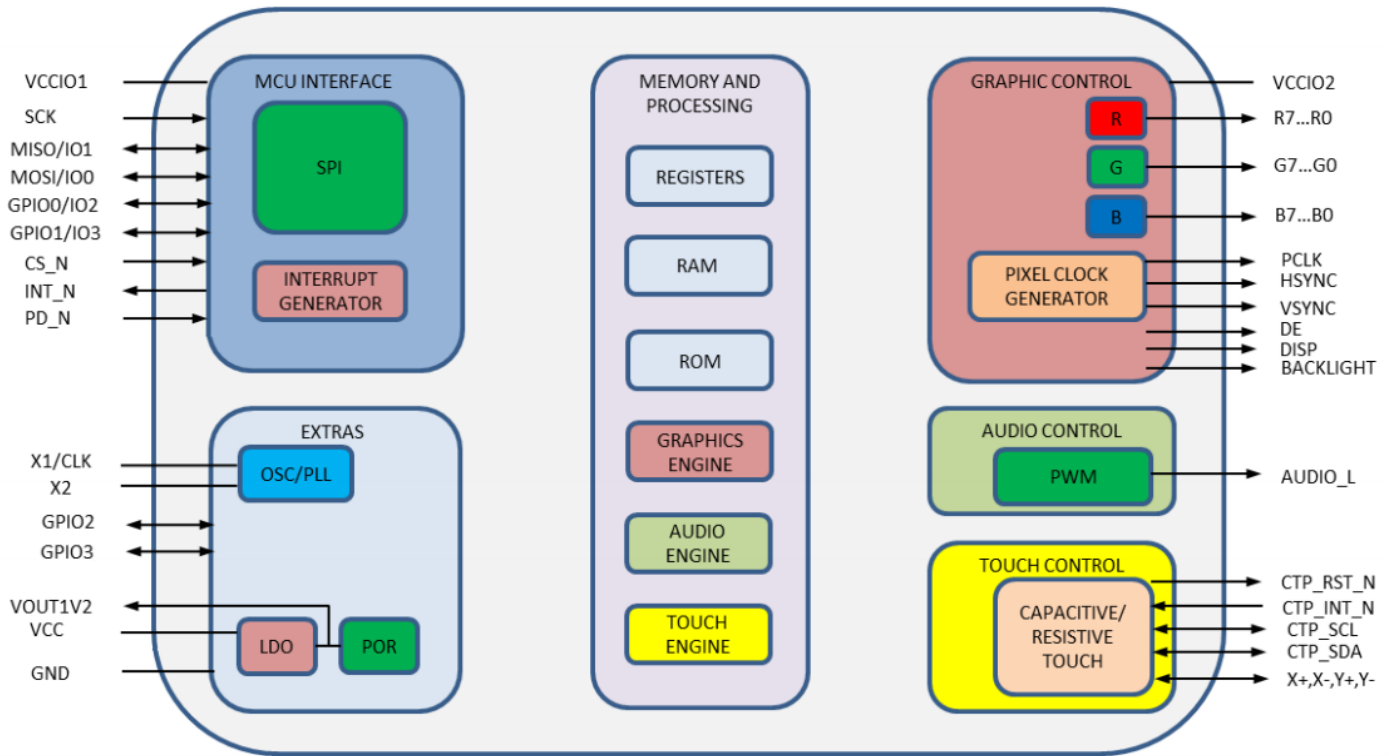 VCCIO1
SCK
MISO/IO1
MOSI/IO0
GPIO0/IO2
GPIO1/IO3
CS_N
INT_N
PD_N
MCU INTERFACE
SPI
INTERRUPT
GENERATOR
X1/CLK
X2
GPIO2
GPIO3
VOUT1V2
VCC
GND
EXTRAS
OSC/PLL
LDO
POR
MEMORY AND
PROCESSING
REGISTERS
RAM
ROM
GRAPHICS
ENGINE
AUDIO
ENGINE
TOUCH
ENGINE
GRAPHIC CONTROL
R
G
B
PIXEL CLOCK
GENERATOR
VCCIO2
R7...R0
G7...G0
B7...B0
PCLK
HSYNC
VSYNC
DE
DISP
BACKLIGHT
AUDIO CONTROL
PWM
AUDIO_L
TOUCH CONTROL
CAPACITIVE/
RESISTIVE
TOUCH
CTP_RST_N
CTP_INT_N
CTP_SCL
CTP_SDA
X+,X-,Y+,Y-